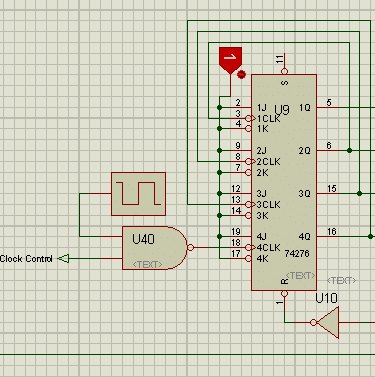 1
11
S
U9
2 1J 1Q 5
3 1CLK
4 1K
9 2J 2Q 6
8 2CLK
7 2K
12 3J 3Q 15
13 3CLK
14 3K
19 4J 4Q 16
18 4CLK
17 4K
74276
U40
<TEXT>
Clock Control
<TEXT>
<TEXT>
R
1
U10